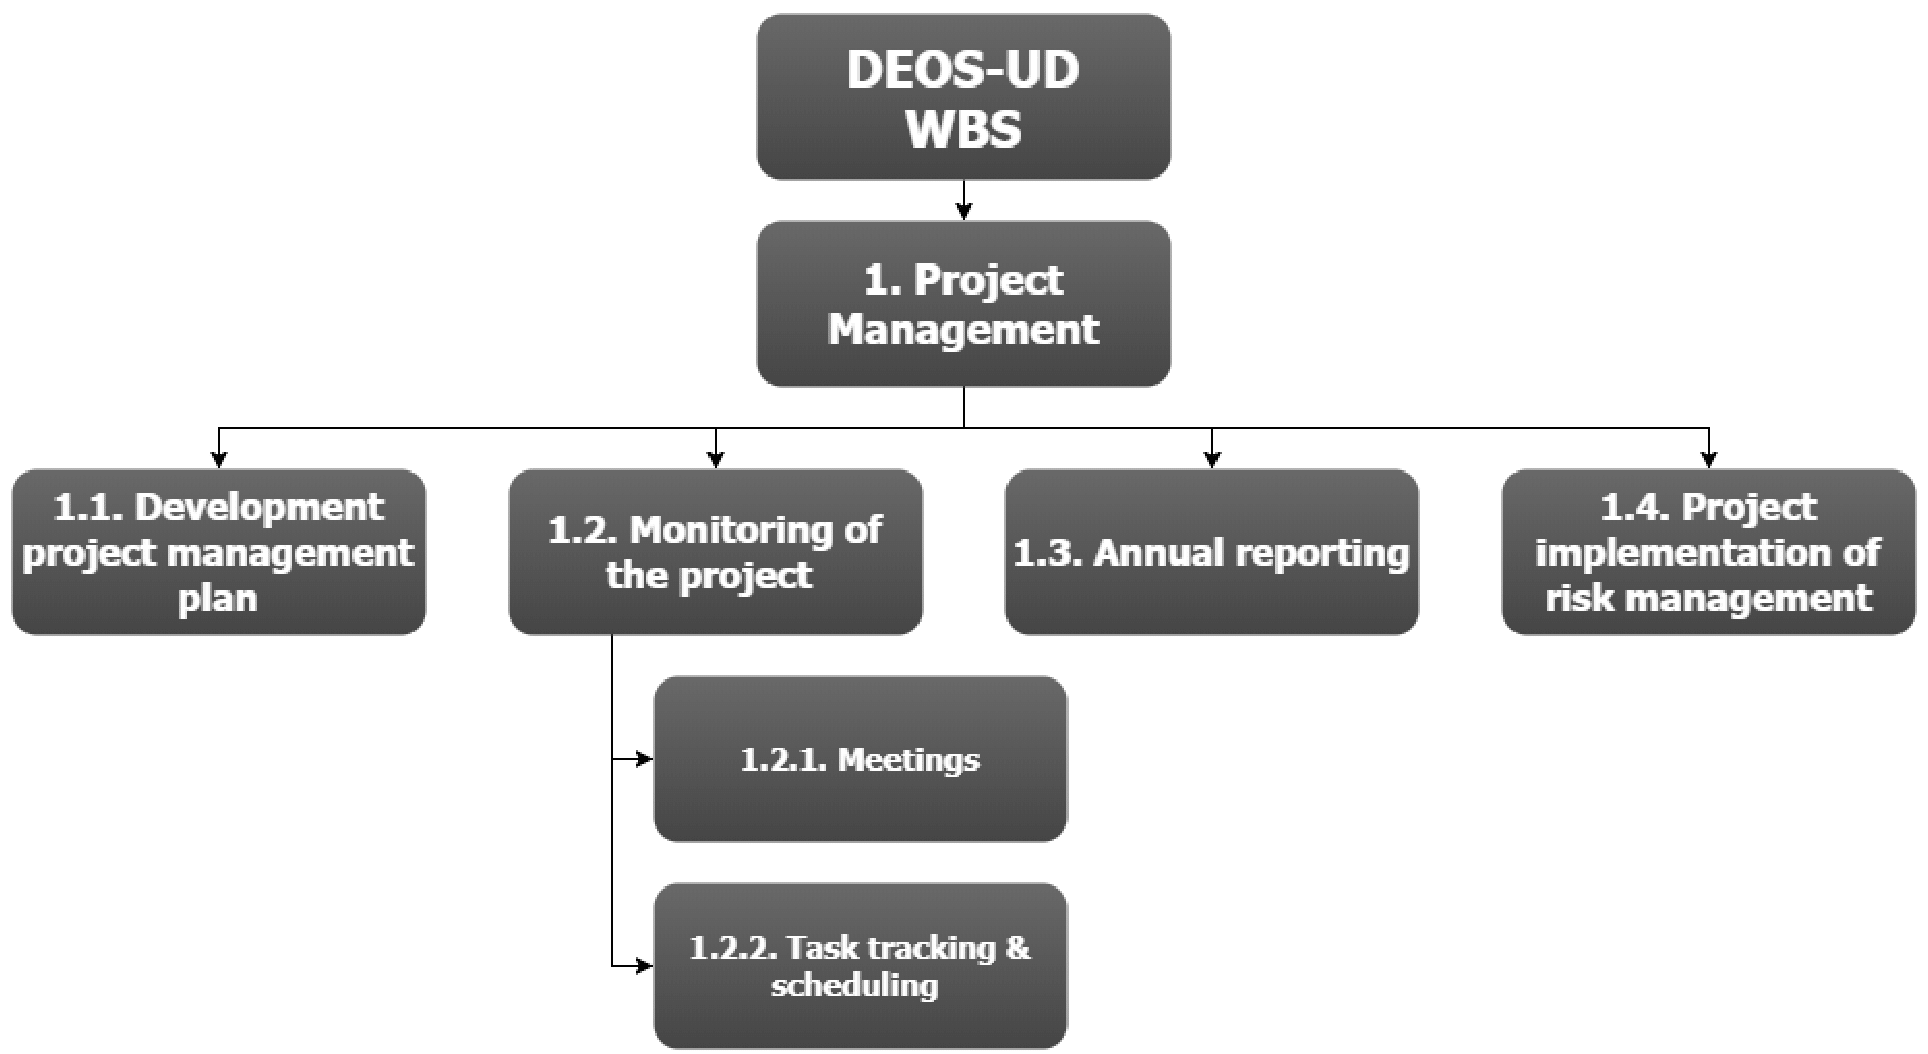 DEOS-UD
WBS
1. Project
Management
1.1. Development
project management
plan
1.2. Monitoring of
the project
1.3. Annual reporting
1.4. Project
implementation of
risk management
1.2.1. Meetings
1.2.2. Task tracking &
scheduling